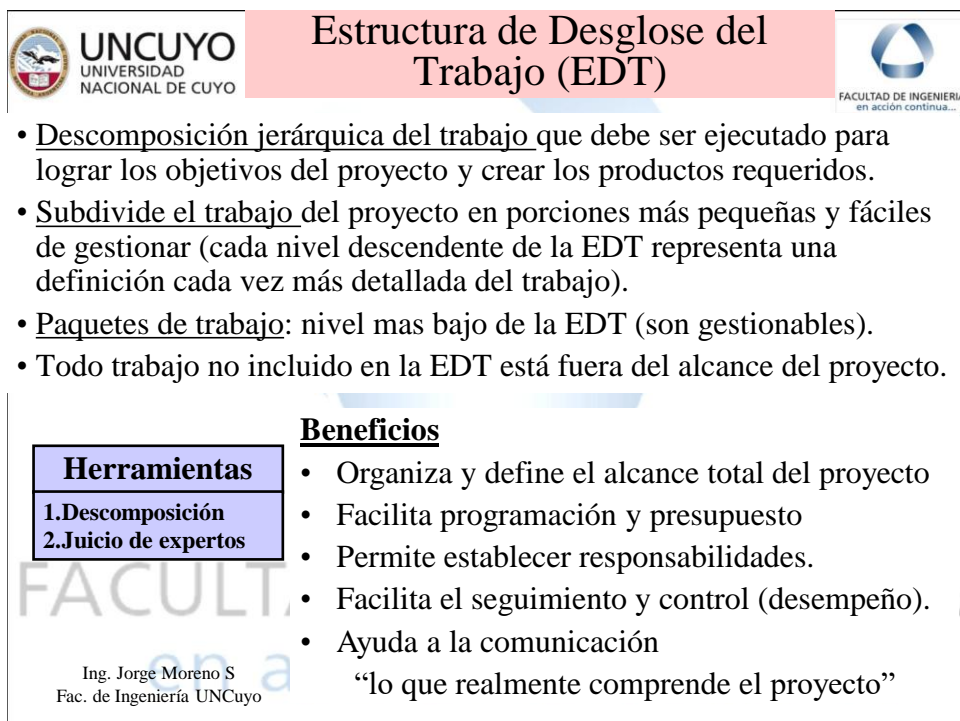 UNCUYO
UNIVERSIDAD
NACIONAL DE CUYO
Estructura de Desglose del
Trabajo (EDT)
FACULTAD DE INGENIERIA
en acción continua...
• Descomposición jerárquica del trabajo que debe ser ejecutado para
lograr los objetivos del proyecto y crear los productos requeridos.
• Subdivide el trabajo del proyecto en porciones más pequeñas y fáciles
de gestionar (cada nivel descendente de la EDT representa una
definición cada vez más detallada del trabajo).
• Paquetes de trabajo: nivel mas bajo de la EDT (son gestionables).
• Todo trabajo no incluido en la EDT está fuera del alcance del proyecto.
Herramientas
1.Descomposición
2.Juicio de expertos
Beneficios
• Organiza y define el alcance total del proyecto
• Facilita programación y presupuesto
• Permite establecer responsabilidades.
• Facilita el seguimiento y control (desempeño).
• Ayuda a la comunicación
“lo que realmente comprende el proyecto”
FACULTA
en a
Ing. Jorge Moreno S
Fac. de Ingeniería UNCuyo